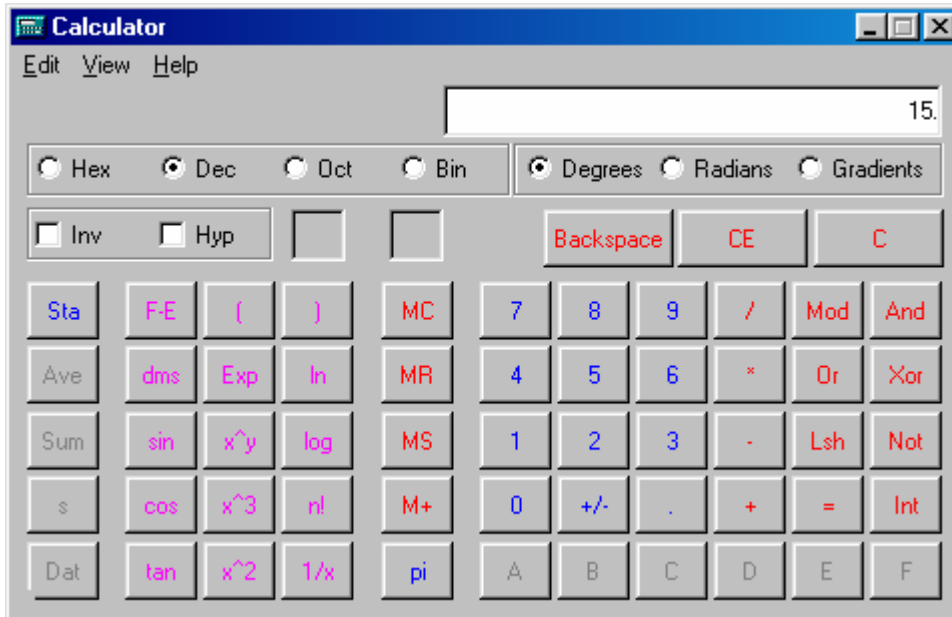 Calculator
Edit View Help
15.
Hex Dec Oct Bin Degrees Radians Gradients
Inv Hyp Backspace CE C
Sta F-E ( ) MC 7 8 9 / Mod And
Ave dms Exp ln MR 4 5 6 * Or Xor
Sum sin x^y log MS 1 2 3 - Lsh Not
s cos x^3 n! M+ 0 +/- . + = Int
Dat tan x^2 1/x pi A B C D E F